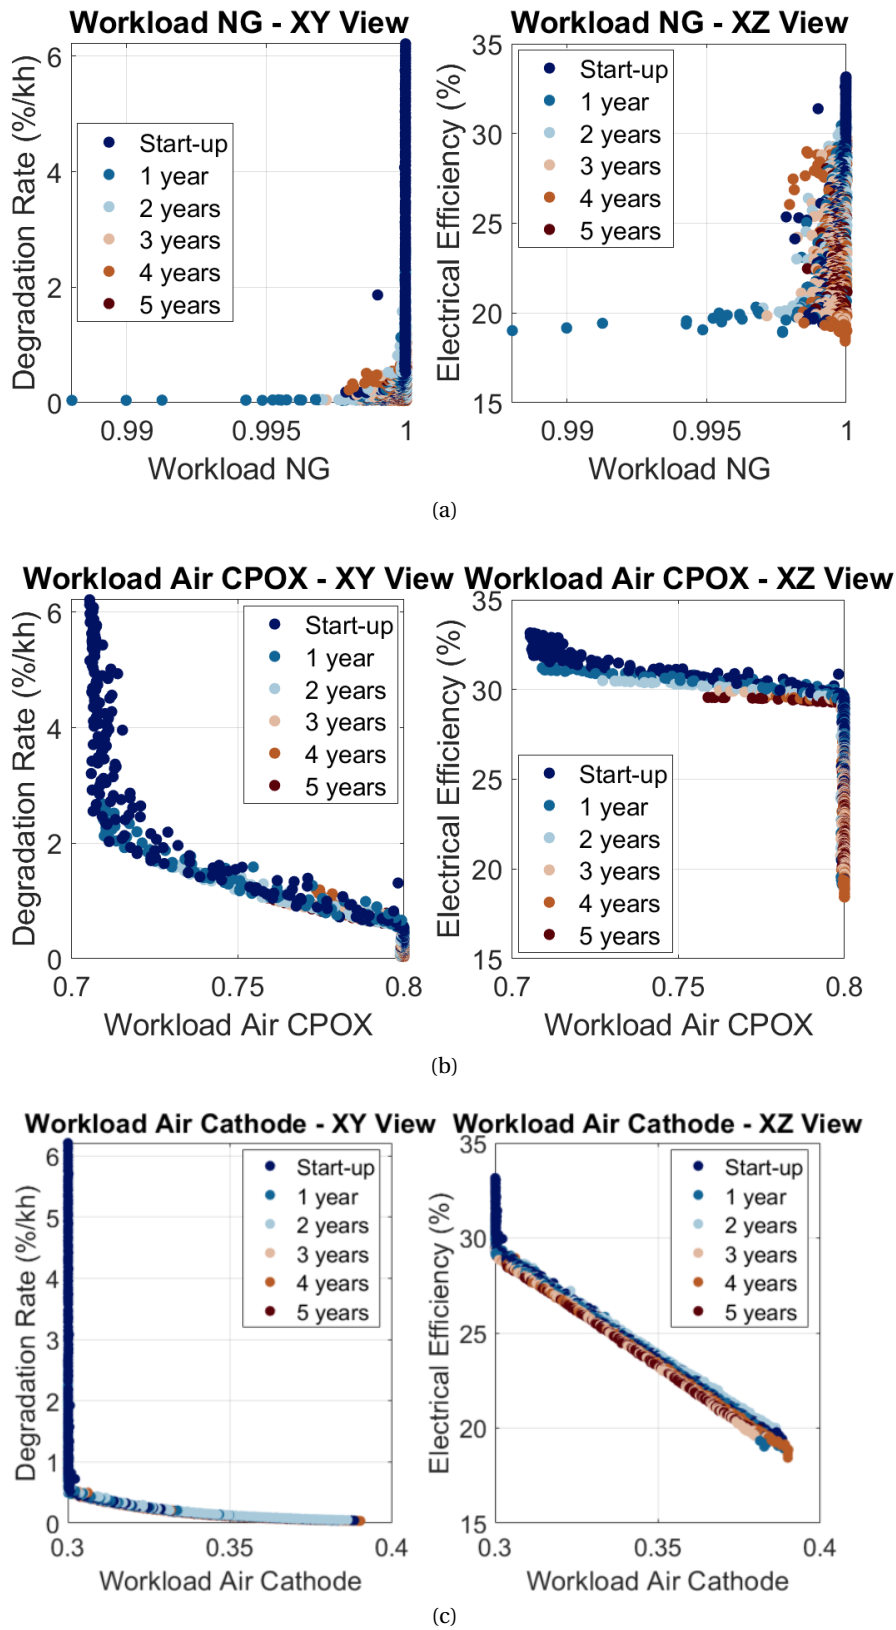 Workload NG - XY View
Workload NG - XZ View
Degradation Rate (%/kh)
6
4
2
0
0.99
0.995
1
Workload NG
Start-up
1 year
2 years
3 years
4 years
5 years
Electrical Efficiency (%)
35
30
25
20
15
0.99
0.995
1
Workload NG
Start-up
1 year
2 years
3 years
4 years
5 years
(a)
Workload Air CPOX - XY View
Workload Air CPOX - XZ View
Degradation Rate (%/kh)
6
4
2
0
0.7
0.75
0.8
Workload Air CPOX
Start-up
1 year
2 years
3 years
4 years
5 years
Electrical Efficiency (%)
35
30
25
20
15
0.7
0.75
0.8
Workload Air CPOX
Start-up
1 year
2 years
3 years
4 years
5 years
(b)
Workload Air Cathode - XY View
Workload Air Cathode - XZ View
Degradation Rate (%/kh)
6
5
4
3
2
1
0
0.3
0.35
0.4
Workload Air Cathode
Start-up
1 year
2 years
3 years
4 years
5 years
Electrical Efficiency (%)
35
30
25
20
15
0.3
0.35
0.4
Workload Air Cathode
Start-up
1 year
2 years
3 years
4 years
5 years
(c)